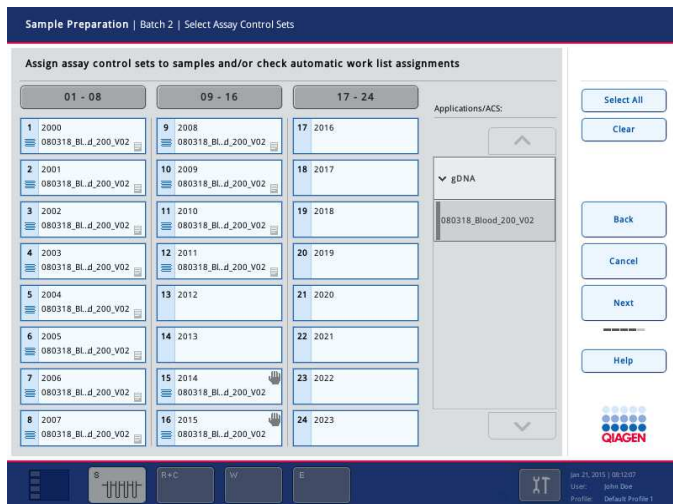 Sample Preparation | Batch 2 | Select Assay Control Sets
Assign assay control sets to samples and/or check automatic work list assignments
01 - 08
09 - 16
17 - 24
Applications/ACS:
Select All
Clear
1 2000
080318_Bl..d_200_V02
9 2008
080318_Bl..d_200_V02
17 2016
2 2001
080318_Bl..d_200_V02
10 2009
080318_Bl..d_200_V02
18 2017
gDNA
3 2002
080318_Bl..d_200_V02
11 2010
080318_Bl..d_200_V02
19 2018
080318_Blood_200_V02
Back
4 2003
080318_Bl..d_200_V02
12 2011
080318_Bl..d_200_V02
20 2019
Cancel
5 2004
080318_Bl..d_200_V02
13 2012
21 2020
Next
6 2005
080318_Bl..d_200_V02
14 2013
22 2021
Help
7 2006
080318_Bl..d_200_V02
15 2014
080318_Bl..d_200_V02
23 2022
8 2007
080318_Bl..d_200_V02
16 2015
080318_Bl..d_200_V02
24 2023
QIAGEN
S
R+C
W
E
Jan 21, 2015 | 08:12:07
User: John Doe
Profile: Default Profile 1